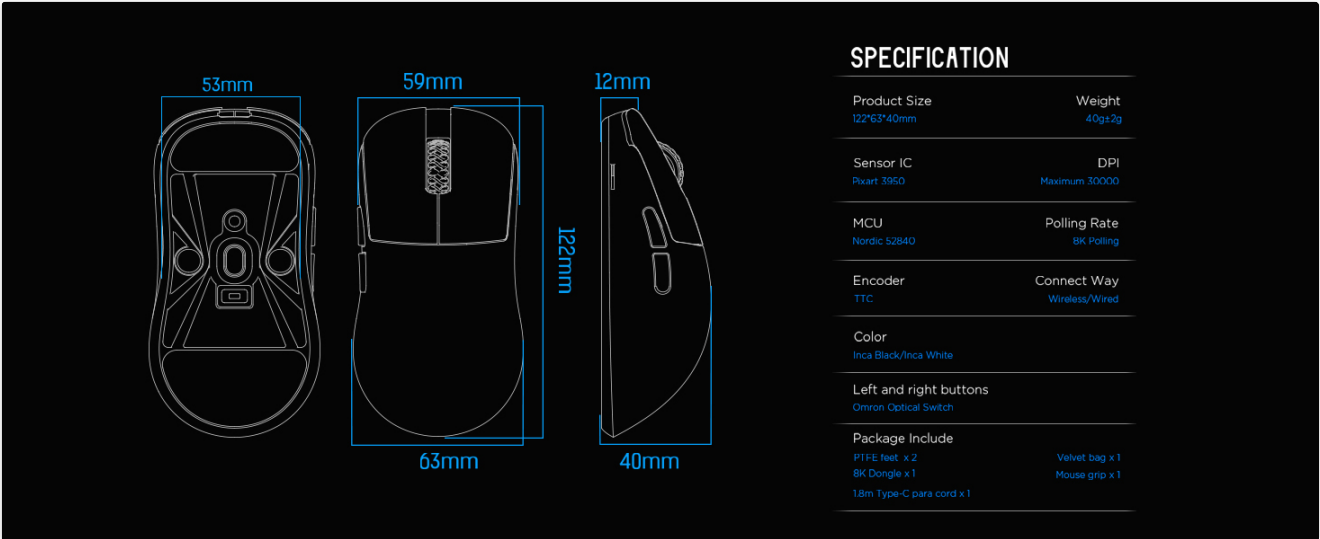 53mm
59mm
12mm
122mm
63mm
40mm
SPECIFICATION
Product Size Weight
122*63*40mm 40g±2g
Sensor IC DPI
Pixart 3950 Maximum 30000
MCU Polling Rate
Nordic 52840 8K Polling
Encoder Connect Way
TTC Wireless/Wired
Color
Inca Black/Inca White
Left and right buttons
Omron Optical Switch
Package Include
PTFE feet x 2 Velvet bag x 1
8K Dongle x 1 Mouse grip x 1
1.8m Type-C para cord x 1